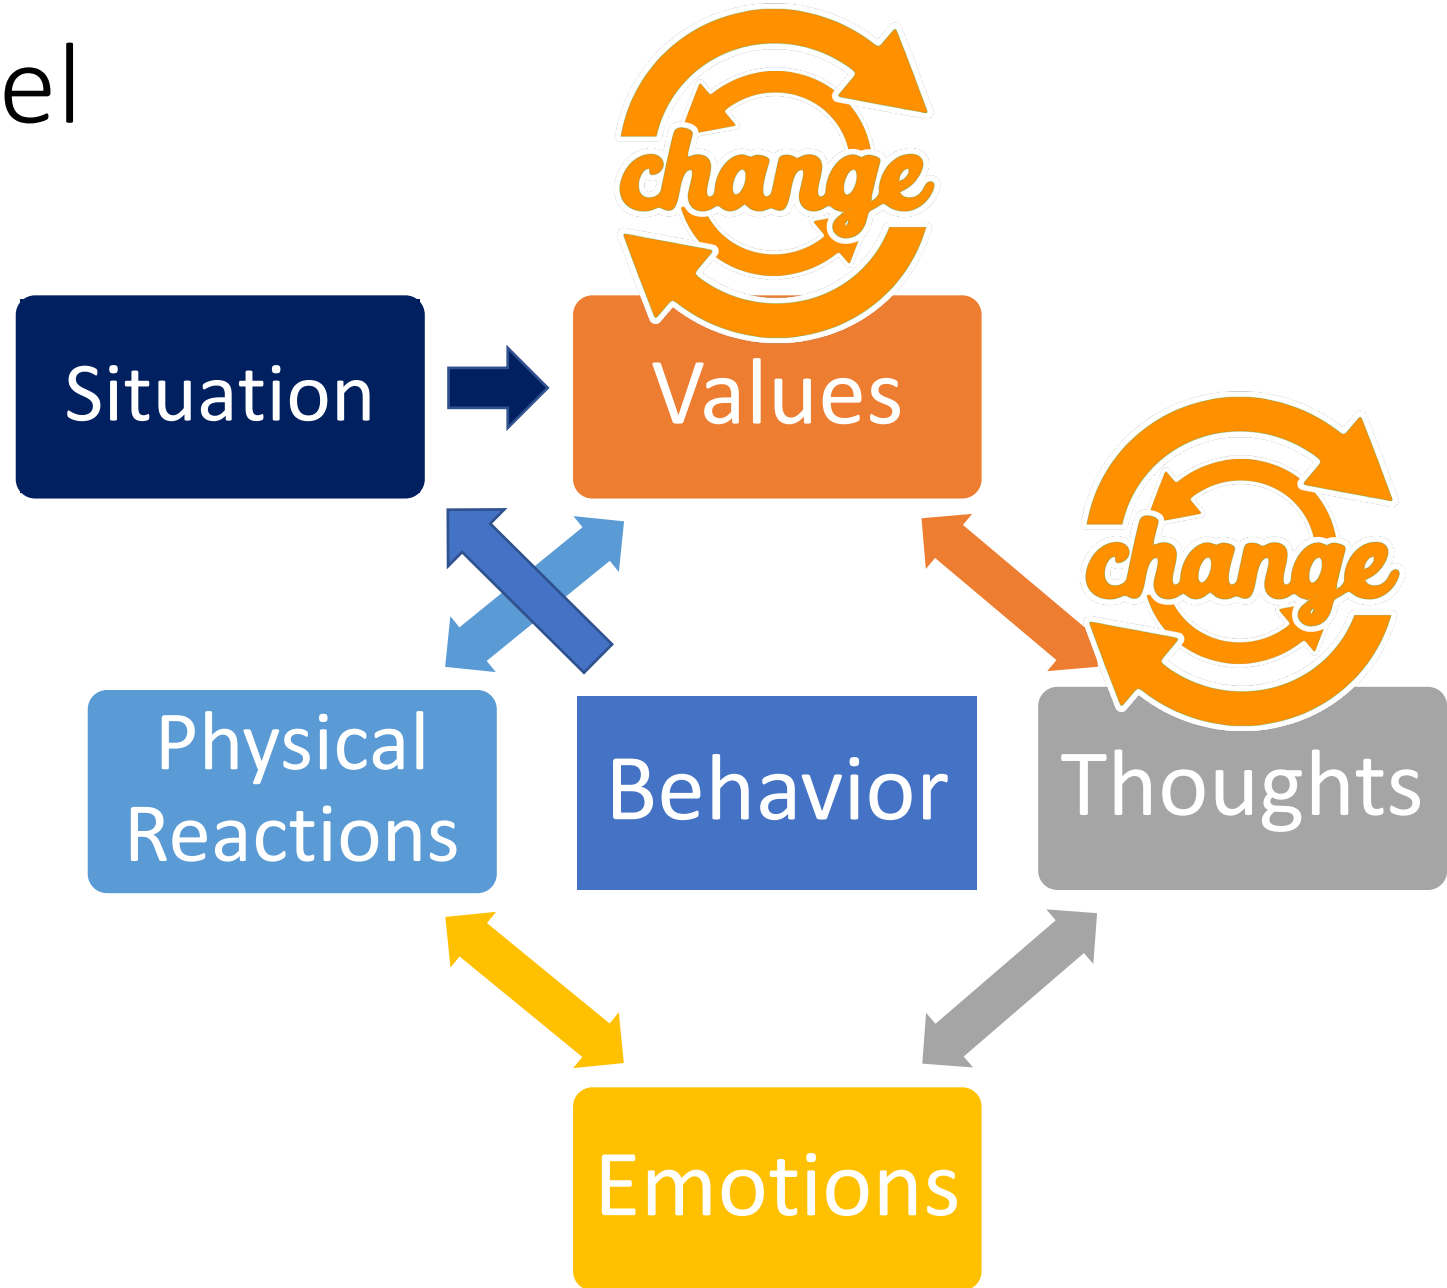 el
change
Situation
Values
change
Physical
Reactions
Behavior
Thoughts
Emotions